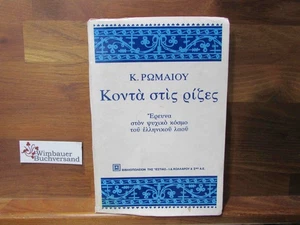 Κ. ΡΩΜΑΙΟΥ
Κοντὰ στὶς ρίζες
Ἔρευνα
στὸν ψυχικὸ κόσμο
τοῦ ἑλληνικοῦ λαοῦ
Wimbauer
Buchversand